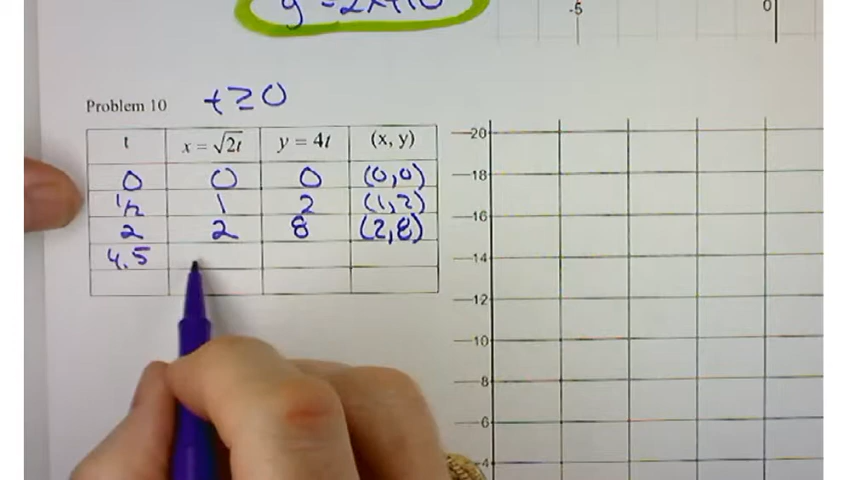 y = 2x+10
-5 0
Problem 10 t ≥ 0
t x = √2t y = 4t (x, y)
0 0 0 (0,0)
1/2 1 2 (1,2)
2 2 8 (2,8)
4.5
20
18
16
14
12
10
8
6
4